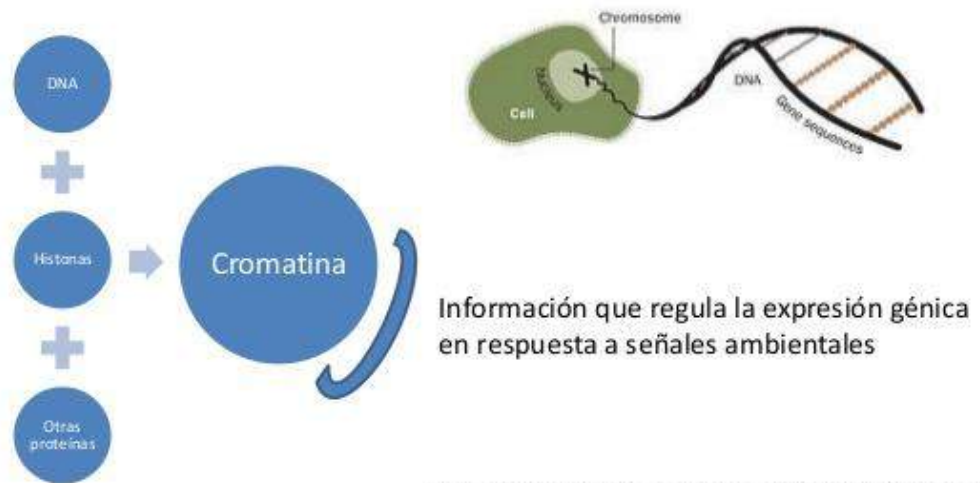 DNA
Histonas
Otras
proteínas
Cromatina
Chromosome
Nucleus
Cell
DNA
Gene sequences
Información que regula la expresión génica
en respuesta a señales ambientales